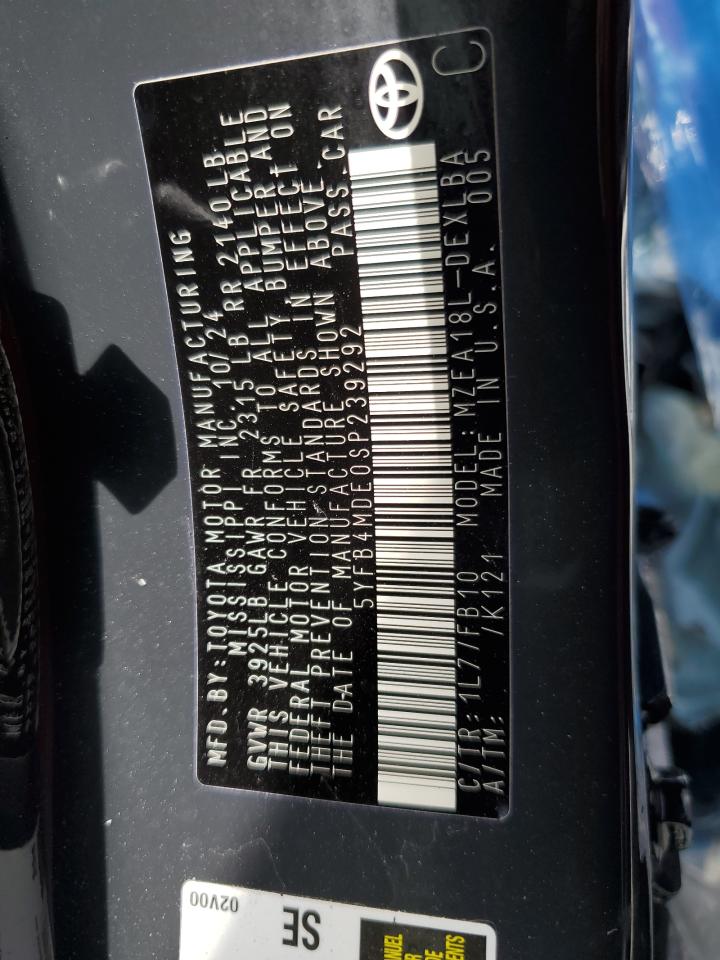 MFD.BY:TOYOTA MOTOR MANUFACTURING
MISSISSIPPI INC. 10/24
GVWR 3925LB GAWR FR 2315 LB RR 2140LB
THIS VEHICLE CONFORMS TO ALL APPLICABLE
FEDERAL MOTOR VEHICLE SAFETY, BUMPER AND
THEFT PREVENTION STANDARDS IN EFFECT ON
THE DATE OF MANUFACTURE SHOWN ABOVE.
5YFB4MDE0SP239292 PASS. CAR
C/TR:1L7/FB10 MODEL:MZEA18L-DEXLBA
A/TM: /K121 MADE IN U.S.A. 005
C
02V00
SE